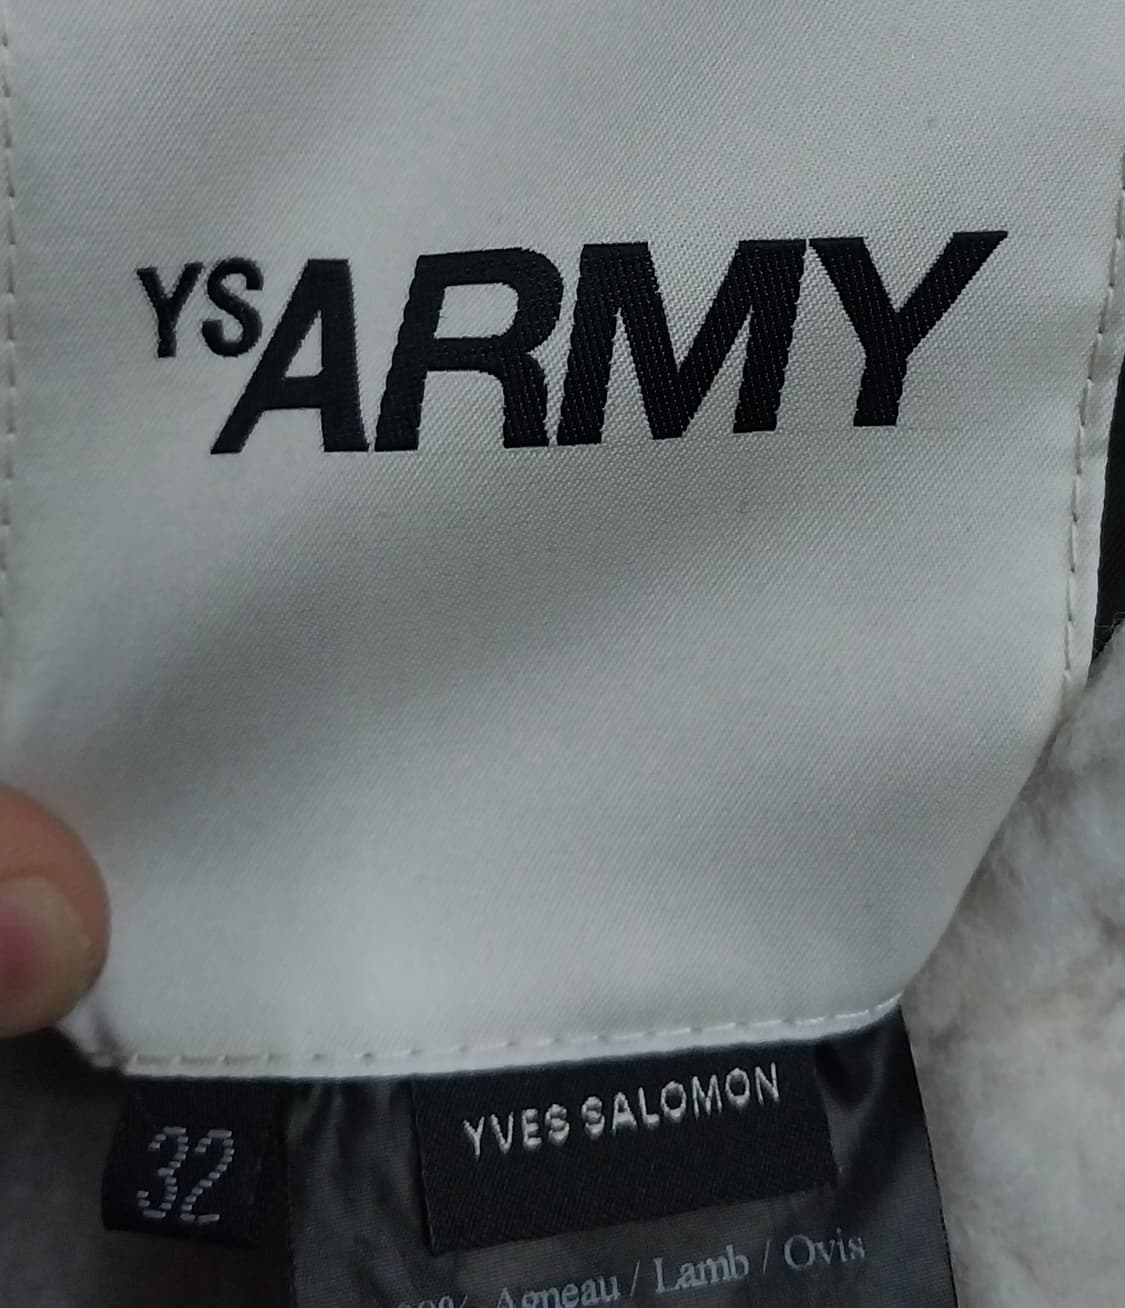 YS ARMY
YVES SALOMON
32
Agneau / Lamb / Ovis